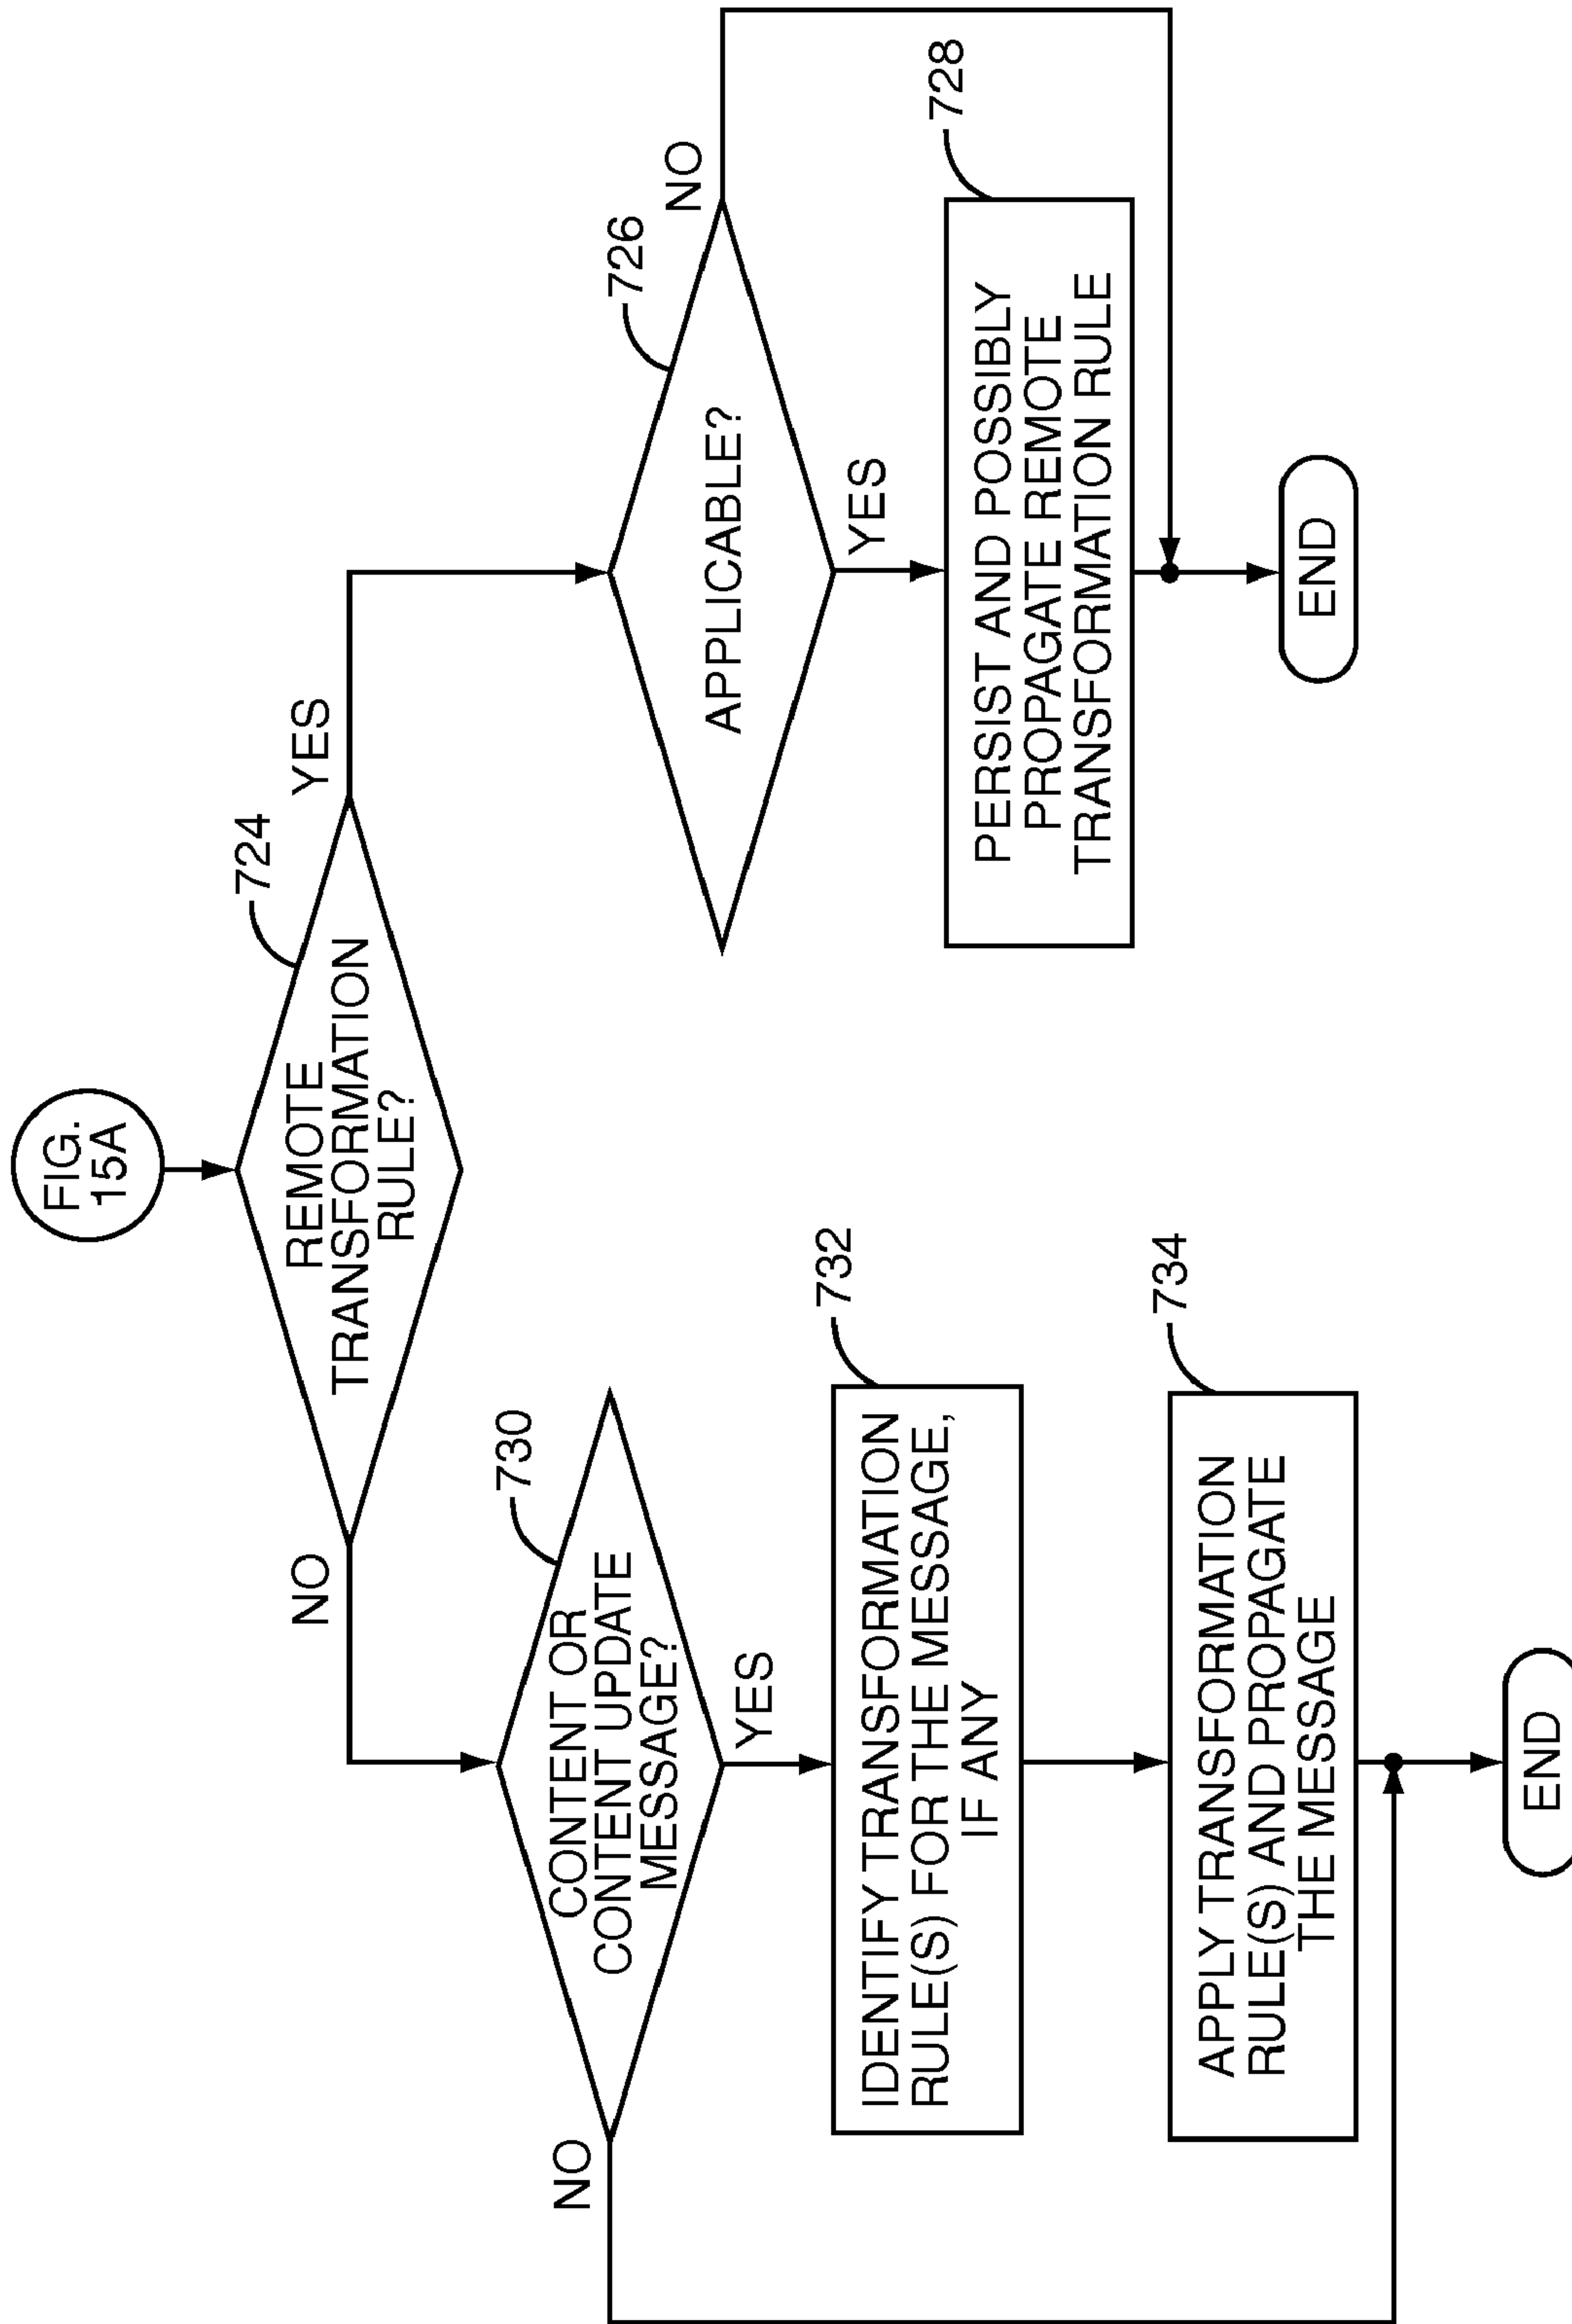 FIG.
15A
724
REMOTE
TRANSFORMATION
RULE?
NO
YES
730
CONTENT OR
CONTENT UPDATE
MESSAGE?
NO
YES
732
IDENTIFY TRANSFORMATION
RULE(S) FOR THE MESSAGE,
IF ANY
734
APPLY TRANSFORMATION
RULE(S) AND PROPAGATE
THE MESSAGE
END
726
APPLICABLE?
NO
YES
728
PERSIST AND POSSIBLY
PROPAGATE REMOTE
TRANSFORMATION RULE
END